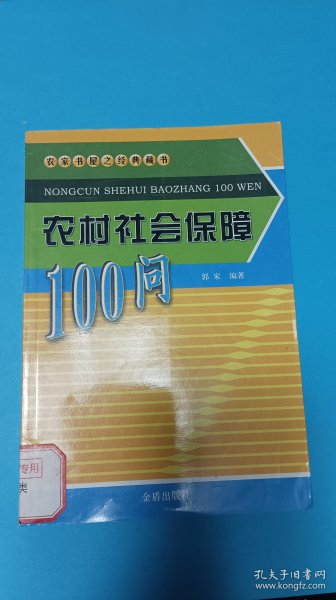 农家书屋之经典藏书
NONGCUN SHEHUI BAOZHANG 100 WEN
农村社会保障
100问
郭家 编著
专用
类
金盾出版社
孔夫子旧书网
www.kongfz.com